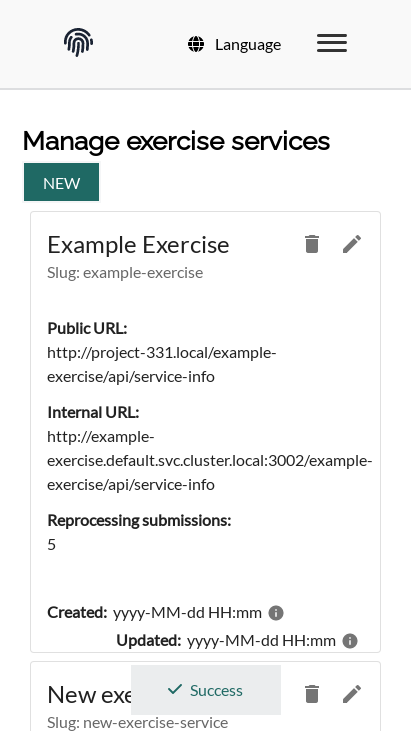 Language
Manage exercise services
NEW
Example Exercise
Slug: example-exercise
Public URL:
http://project-331.local/example-
exercise/api/service-info
Internal URL:
http://example-
exercise.default.svc.cluster.local:3002/example-
exercise/api/service-info
Reprocessing submissions:
5
Created: yyyy-MM-dd HH:mm
Updated: yyyy-MM-dd HH:mm
New exe
Success
Slug: new-exercise-service